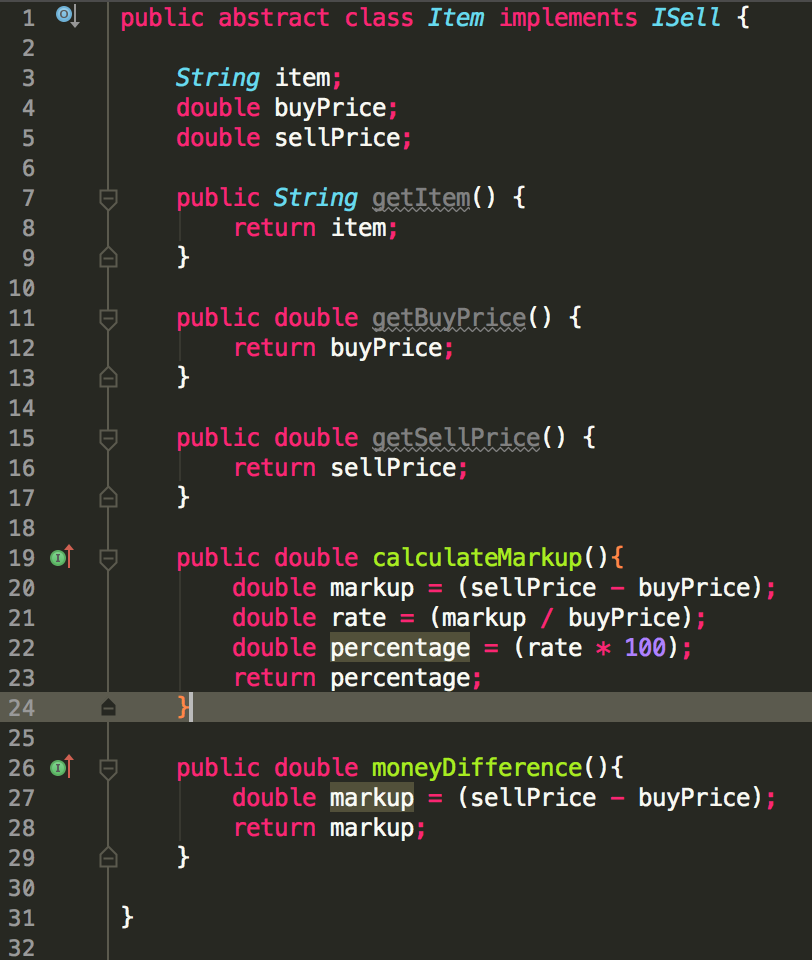 1 public abstract class Item implements ISell {
2
3 String item;
4 double buyPrice;
5 double sellPrice;
6
7 public String getItem() {
8 return item;
9 }
10
11 public double getBuyPrice() {
12 return buyPrice;
13 }
14
15 public double getSellPrice() {
16 return sellPrice;
17 }
18
19 public double calculateMarkup(){
20 double markup = (sellPrice - buyPrice);
21 double rate = (markup / buyPrice);
22 double percentage = (rate * 100);
23 return percentage;
24 }
25
26 public double moneyDifference(){
27 double markup = (sellPrice - buyPrice);
28 return markup;
29 }
30
31 }
32